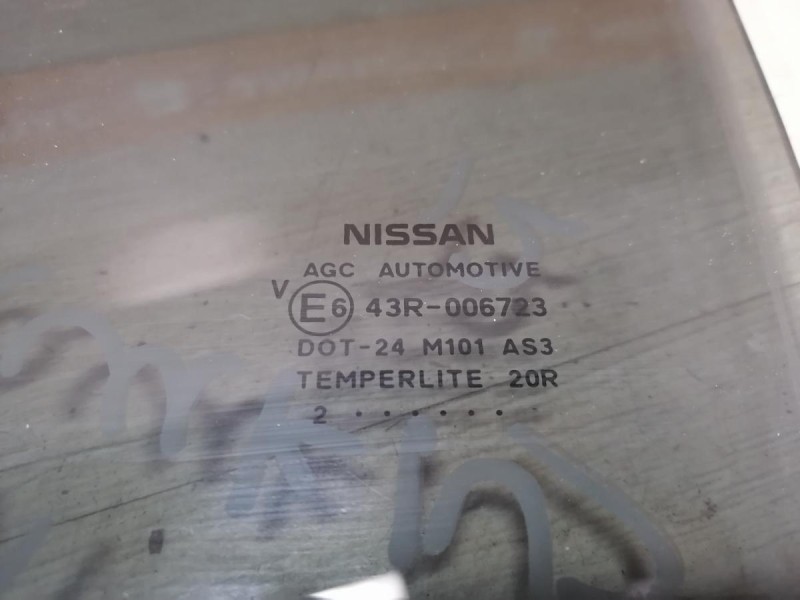 NISSAN
AGC AUTOMOTIVE
V E6 43R-006723
DOT-24 M101 AS3
TEMPERLITE 20R
2 . . . . . .